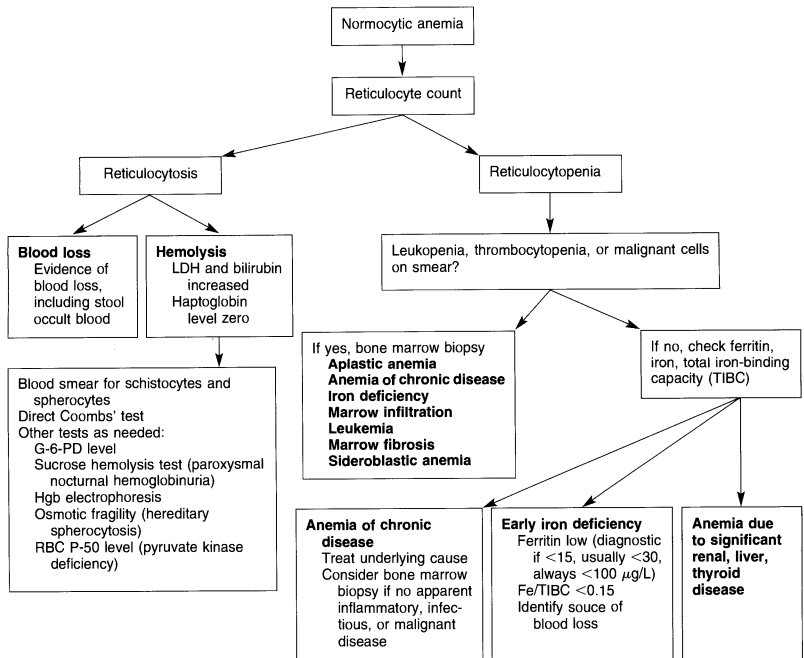 Normocytic anemia
Reticulocyte count
Reticulocytosis
Reticulocytopenia
Blood loss
Evidence of
blood loss,
including stool
occult blood
Hemolysis
LDH and bilirubin
increased
Haptoglobin
level zero
Leukopenia, thrombocytopenia, or malignant cells
on smear?
Blood smear for schistocytes and
spherocytes
Direct Coombs' test
Other tests as needed:
G-6-PD level
Sucrose hemolysis test (paroxysmal
nocturnal hemoglobinuria)
Hgb electrophoresis
Osmotic fragility (hereditary
spherocytosis)
RBC P-50 level (pyruvate kinase
deficiency)
If yes, bone marrow biopsy
Aplastic anemia
Anemia of chronic disease
Iron deficiency
Marrow infiltration
Leukemia
Marrow fibrosis
Sideroblastic anemia
If no, check ferritin,
iron, total iron-binding
capacity (TIBC)
Anemia of chronic
disease
Treat underlying cause
Consider bone marrow
biopsy if no apparent
inflammatory, infec-
tious, or malignant
disease
Early iron deficiency
Ferritin low (diagnostic
if <15, usually <30,
always <100 μg/L)
Fe/TIBC <0.15
Identify souce of
blood loss
Anemia due
to significant
renal, liver,
thyroid
disease